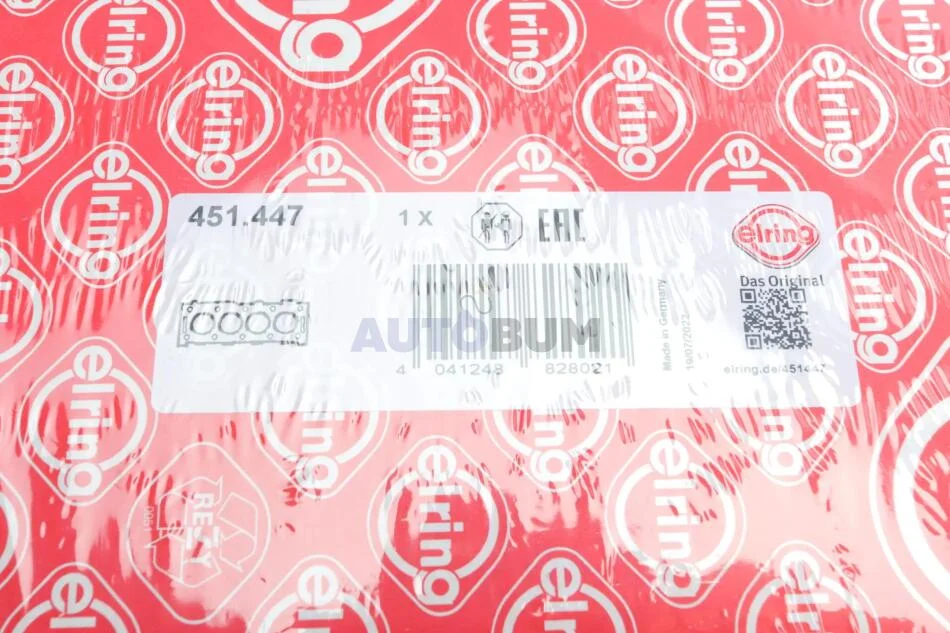 elring
451.447
1 X
EAC
elring
Das Original
AUTOBUM
4 041248 828021
Made in Germany
19/07/2022
elring.de/451447
RESY